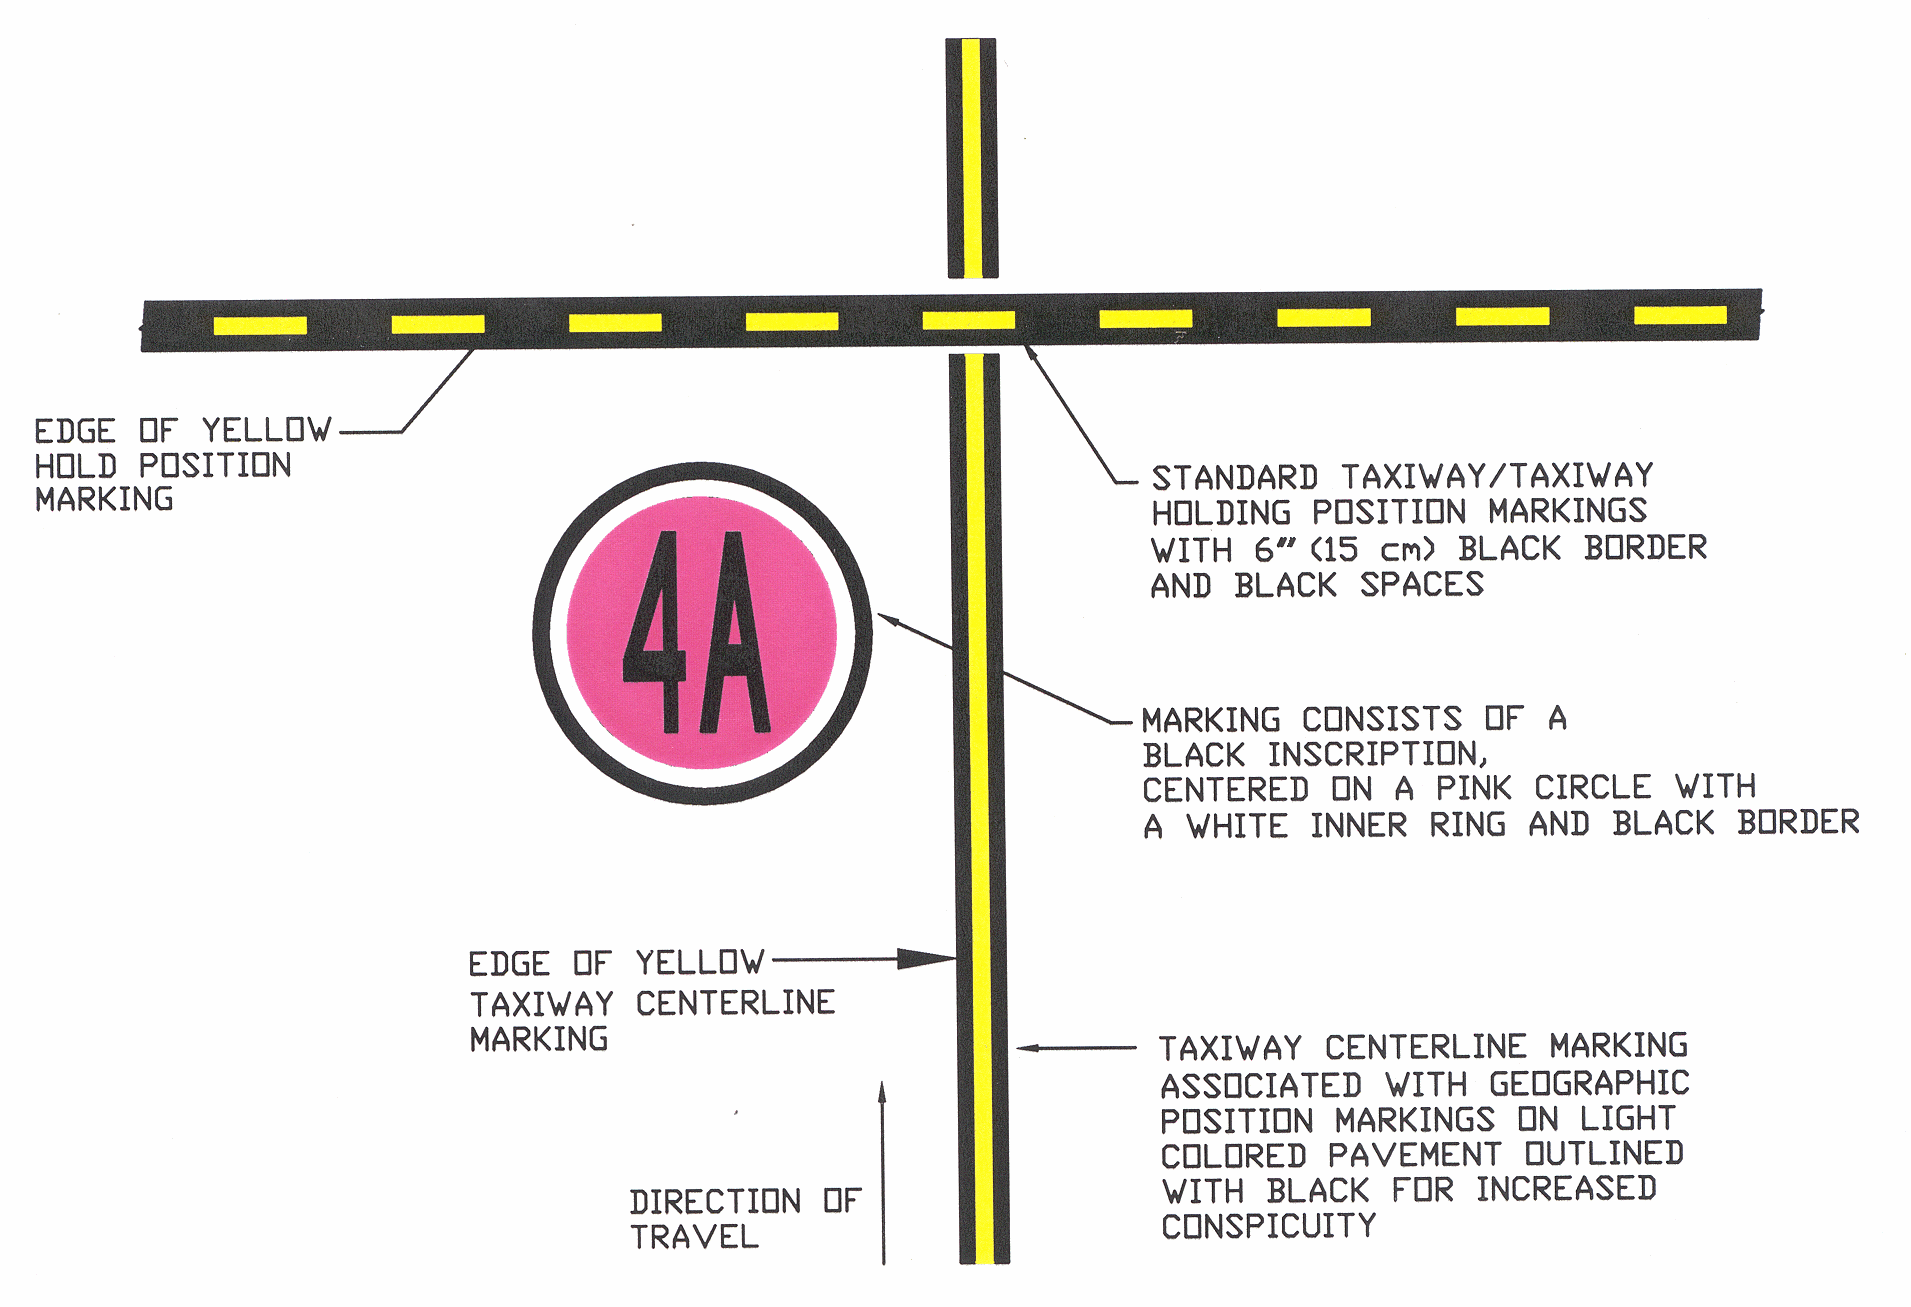 EDGE OF YELLOW
HOLD POSITION
MARKING
4A
STANDARD TAXIWAY/TAXIWAY
HOLDING POSITION MARKINGS
WITH 6" (15 cm) BLACK BORDER
AND BLACK SPACES
MARKING CONSISTS OF A
BLACK INSCRIPTION,
CENTERED ON A PINK CIRCLE WITH
A WHITE INNER RING AND BLACK BORDER
EDGE OF YELLOW
TAXIWAY CENTERLINE
MARKING
TAXIWAY CENTERLINE MARKING
ASSOCIATED WITH GEOGRAPHIC
POSITION MARKINGS ON LIGHT
COLORED PAVEMENT OUTLINED
WITH BLACK FOR INCREASED
CONSPICUITY
DIRECTION OF
TRAVEL